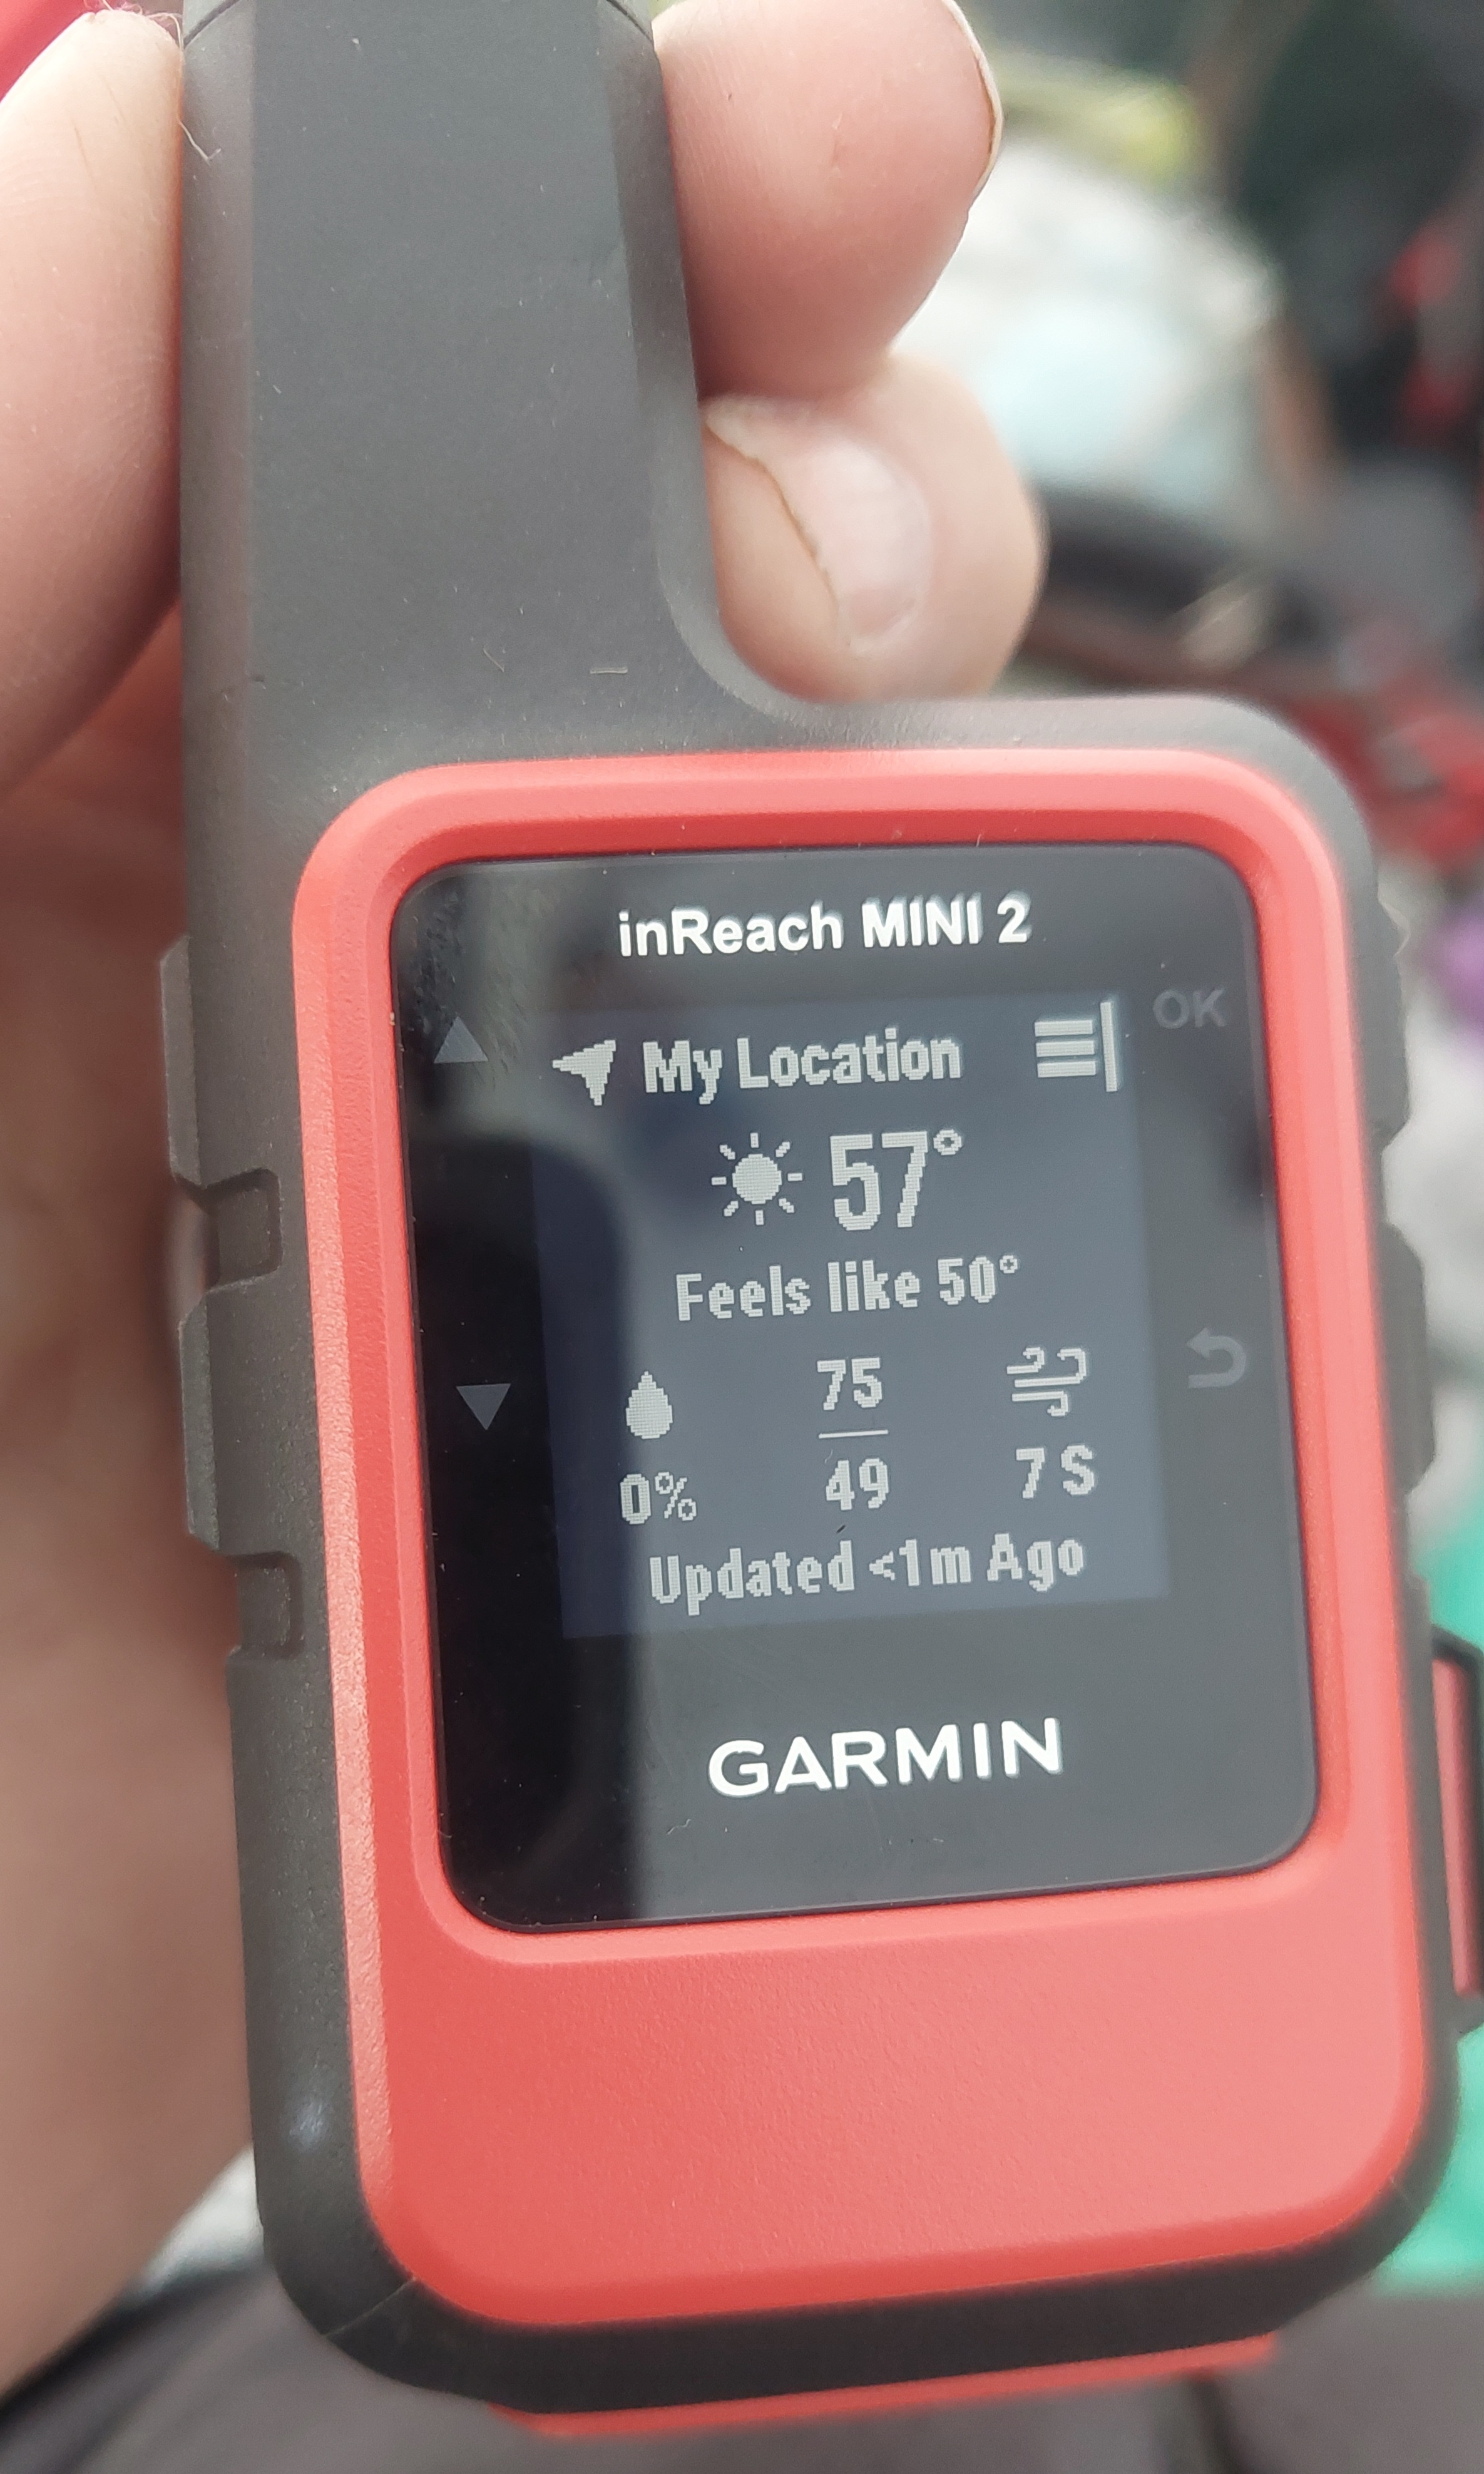 inReach MINI 2
My Location
OK
57°
Feels like 50°
75
0% 49 7 S
Updated <1m Ago
GARMIN